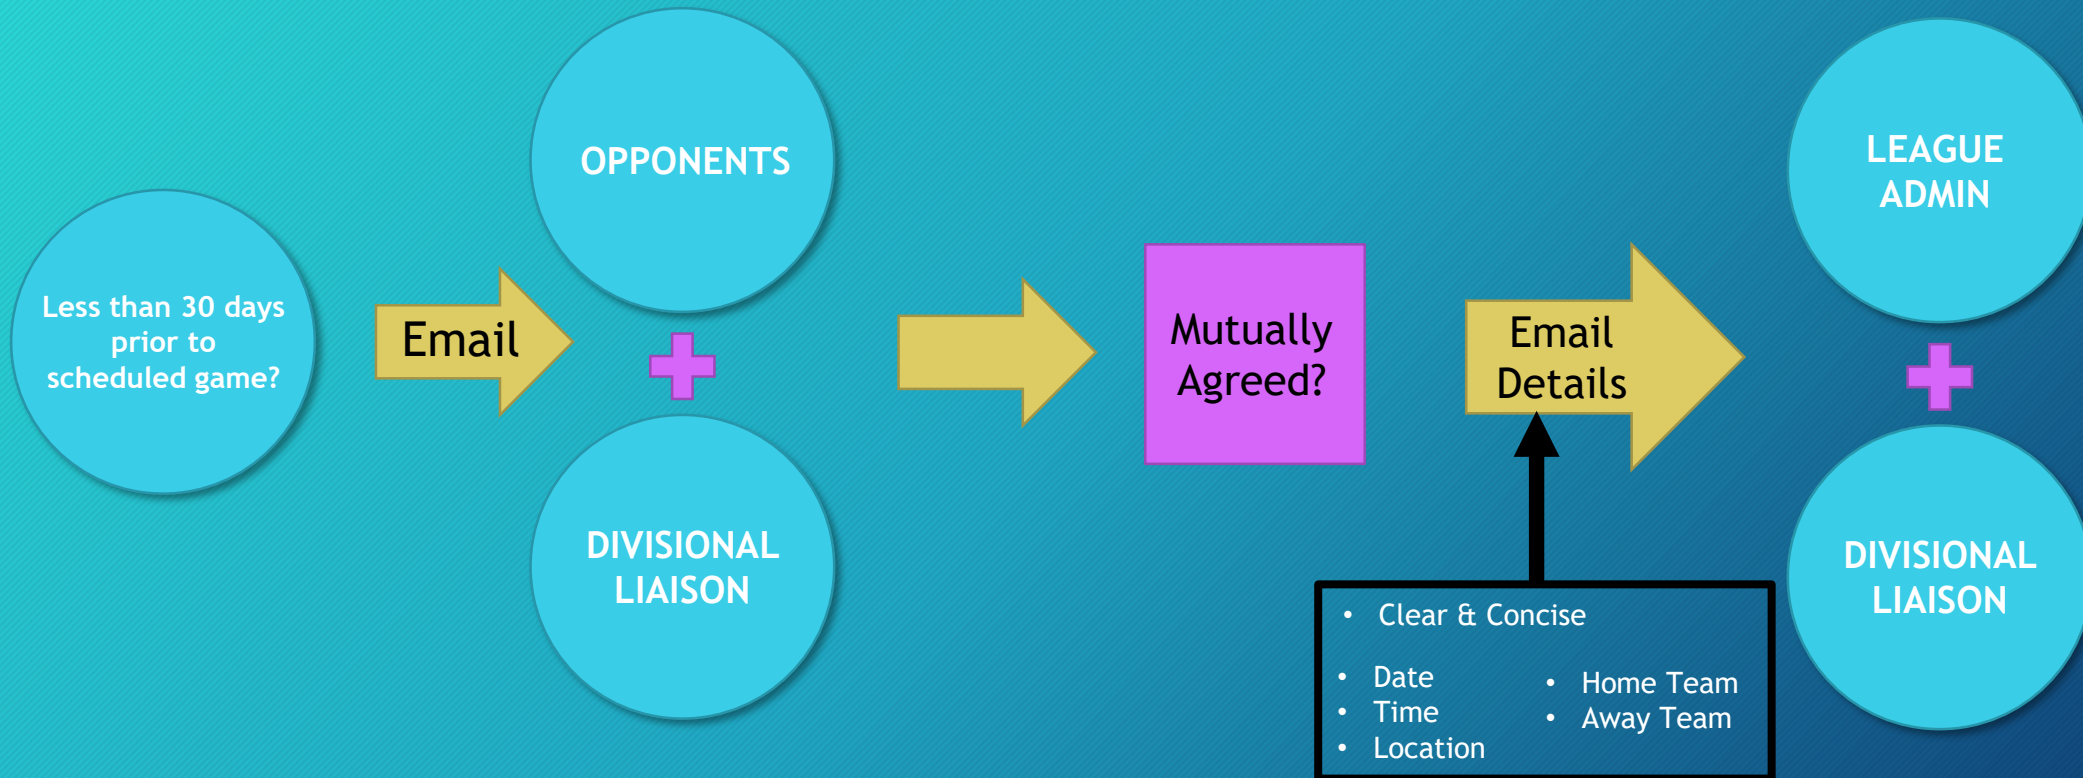 Less than 30 days
prior to
scheduled game?
Email
OPPONENTS
DIVISIONAL
LIAISON
Mutually
Agreed?
Email
Details
• Clear & Concise
• Date
• Time
• Location
• Home Team
• Away Team
LEAGUE
ADMIN
DIVISIONAL
LIAISON